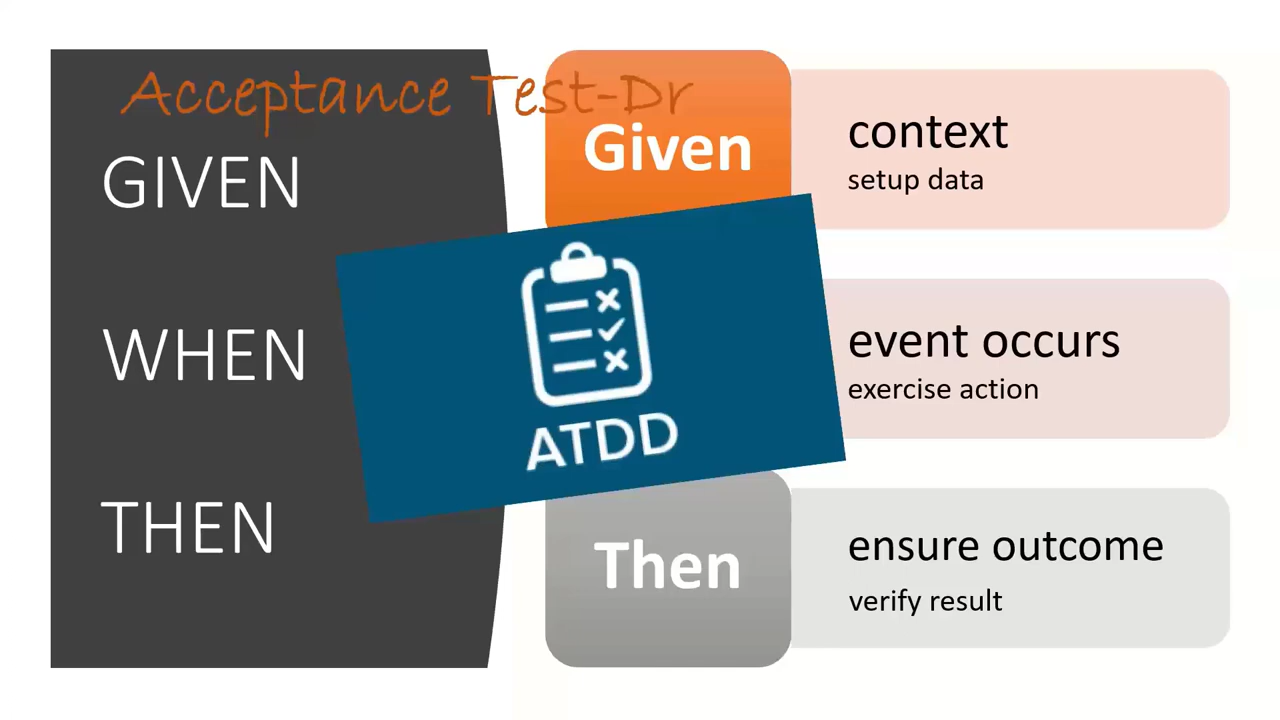 Acceptance Test-Dr
GIVEN
WHEN
THEN
Given
context
setup data
ATDD
event occurs
exercise action
Then
ensure outcome
verify result